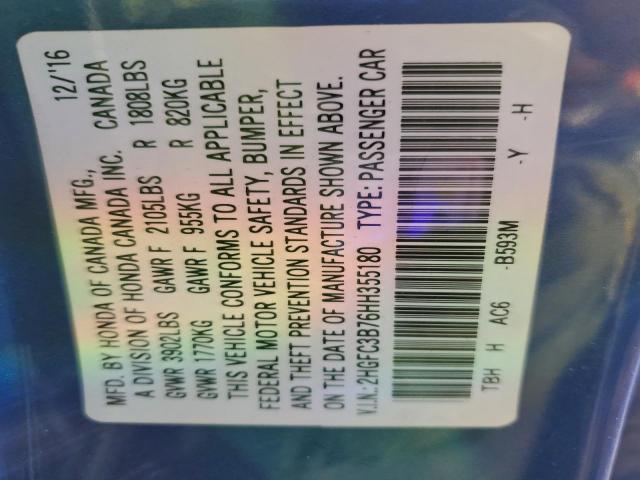 MFD. BY HONDA OF CANADA MFG., 12/'16
A DIVISION OF HONDA CANADA INC. CANADA
GVWR 3902LBS GAWR F 2105LBS R 1808LBS
GVWR 1770KG GAWR F 955KG R 820KG
THIS VEHICLE CONFORMS TO ALL APPLICABLE
FEDERAL MOTOR VEHICLE SAFETY, BUMPER,
AND THEFT PREVENTION STANDARDS IN EFFECT
ON THE DATE OF MANUFACTURE SHOWN ABOVE.
V.I.N.:2HGFC3B76HH355180 TYPE: PASSENGER CAR
TBH H AC6 -B593M -Y -H